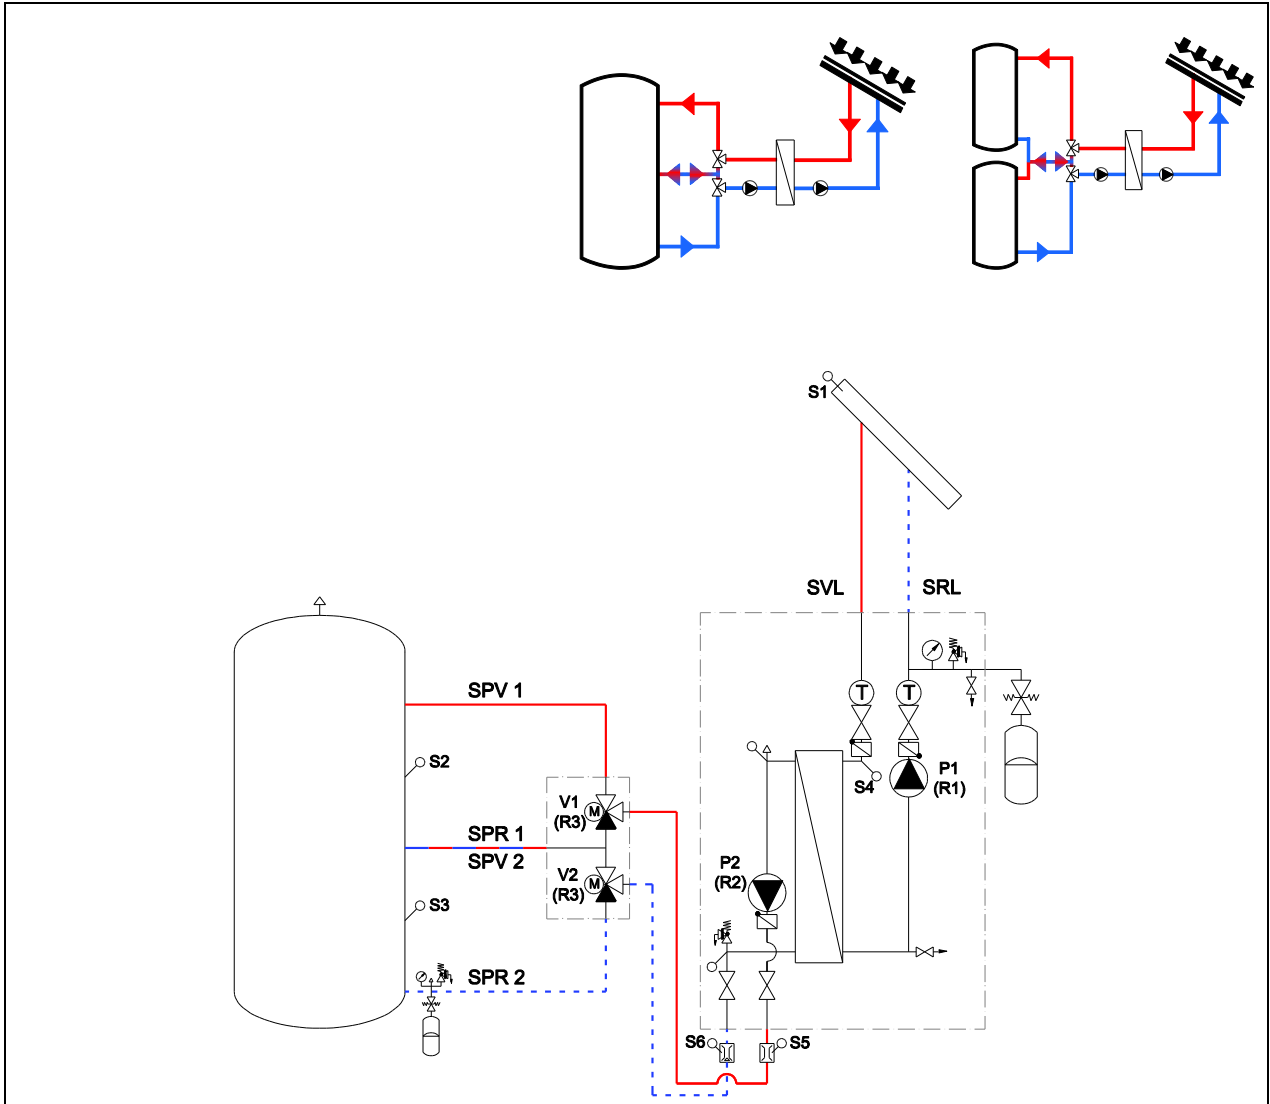 S1
SVL
SRL
SPV 1
T
T
S2
S4
P1
(R1)
V1
(R3)
M
SPR 1
SPV 2
P2
(R2)
V2
(R3)
M
S3
SPR 2
S6
S5